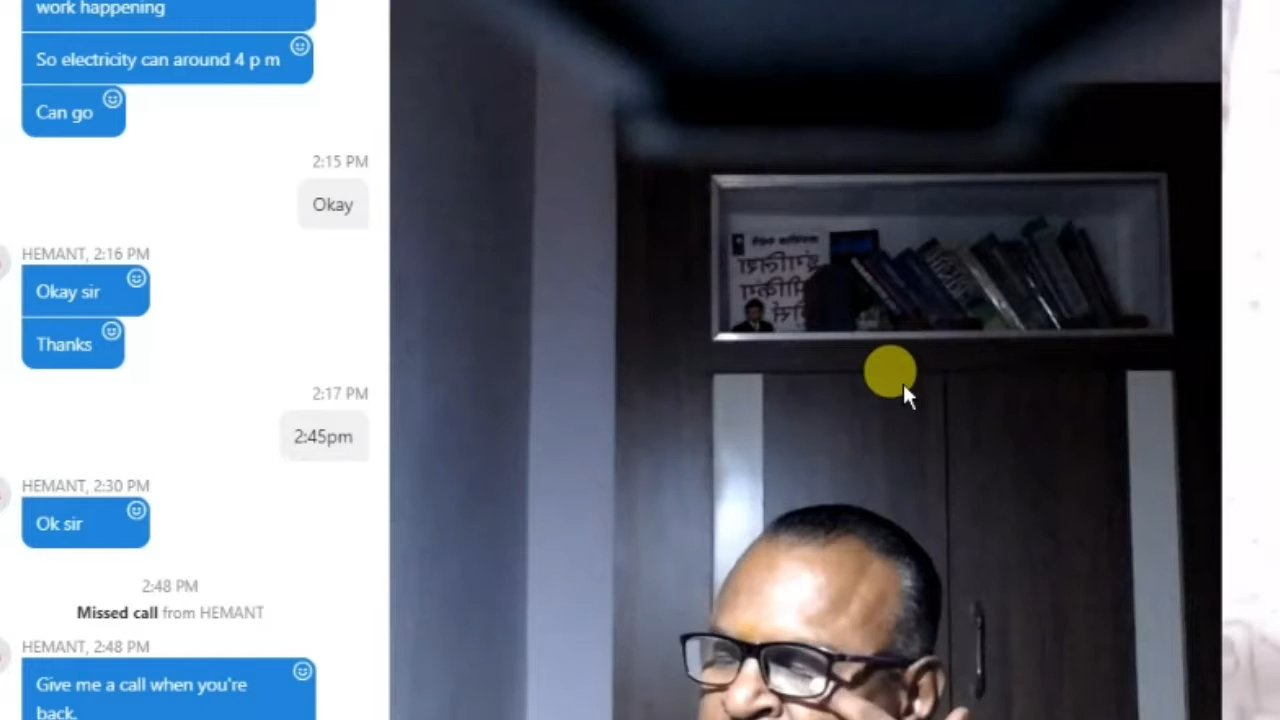 work happening
So electricity can around 4 p m
Can go
2:15 PM
Okay
HEMANT, 2:16 PM
Okay sir
Thanks
2:17 PM
2:45pm
HEMANT, 2:30 PM
Ok sir
2:48 PM
Missed call from HEMANT
HEMANT, 2:48 PM
Give me a call when you're
back.
इंगलिश